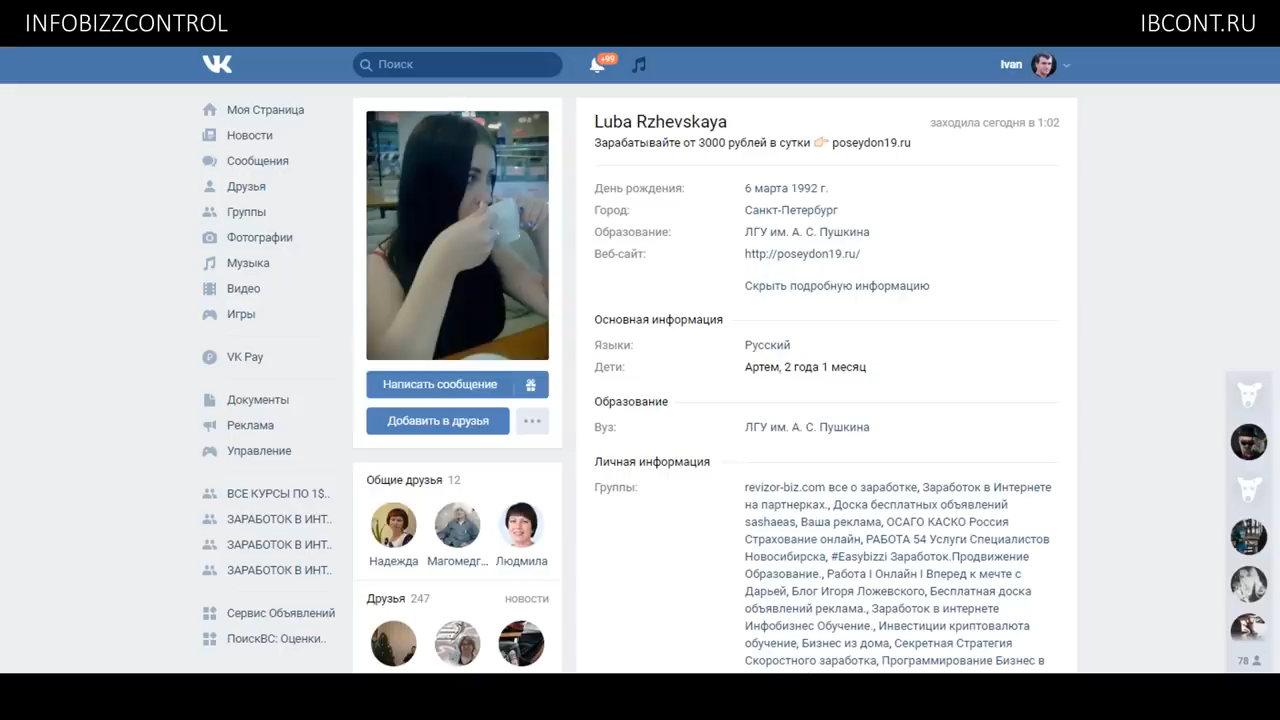 INFOBIZZCONTROL
IBCONT.RU
Поиск
+99
Ivan
Моя Страница
Новости
Сообщения
Друзья
Группы
Фотографии
Музыка
Видео
Игры
VK Pay
Документы
Реклама
Управление
ВСЕ КУРСЫ ПО 1$..
ЗАРАБОТОК В ИНТ..
ЗАРАБОТОК В ИНТ..
ЗАРАБОТОК В ИНТ..
Сервис Объявлений
ПоискВС: Оценки..
Написать сообщение
Добавить в друзья
Общие друзья 12
Надежда Магомедг... Людмила
Друзья 247 новости
Luba Rzhevskaya
заходила сегодня в 1:02
Зарабатывайте от 3000 рублей в сутки 👉 poseydon19.ru
День рождения: 6 марта 1992 г.
Город: Санкт-Петербург
Образование: ЛГУ им. А. С. Пушкина
Веб-сайт: http://poseydon19.ru/
Скрыть подробную информацию
Основная информация
Языки: Русский
Дети: Артем, 2 года 1 месяц
Образование
Вуз: ЛГУ им. А. С. Пушкина
Личная информация
Группы: revizor-biz.com все о заработке, Заработок в Интернете
на партнерках., Доска бесплатных объявлений
sashaeas, Ваша реклама, ОСАГО КАСКО Россия
Страхование онлайн, РАБОТА 54 Услуги Специалистов
Новосибирска, #Easybizzi Заработок.Продвижение
Образование., Работа l Онлайн l Вперед к мечте с
Дарьей, Блог Игоря Ложевского, Бесплатная доска
объявлений реклама., Заработок в интернете
Инфобизнес Обучение., Инвестиции криптовалюта
обучение, Бизнес из дома, Секретная Стратегия
Скоростного заработка, Программирование Бизнес в
78